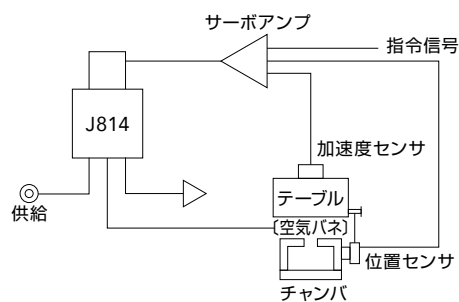 サーボアンプ
指令信号
J814
加速度センサ
テーブル
供給
〔空気バネ〕
位置センサ
チャンバ